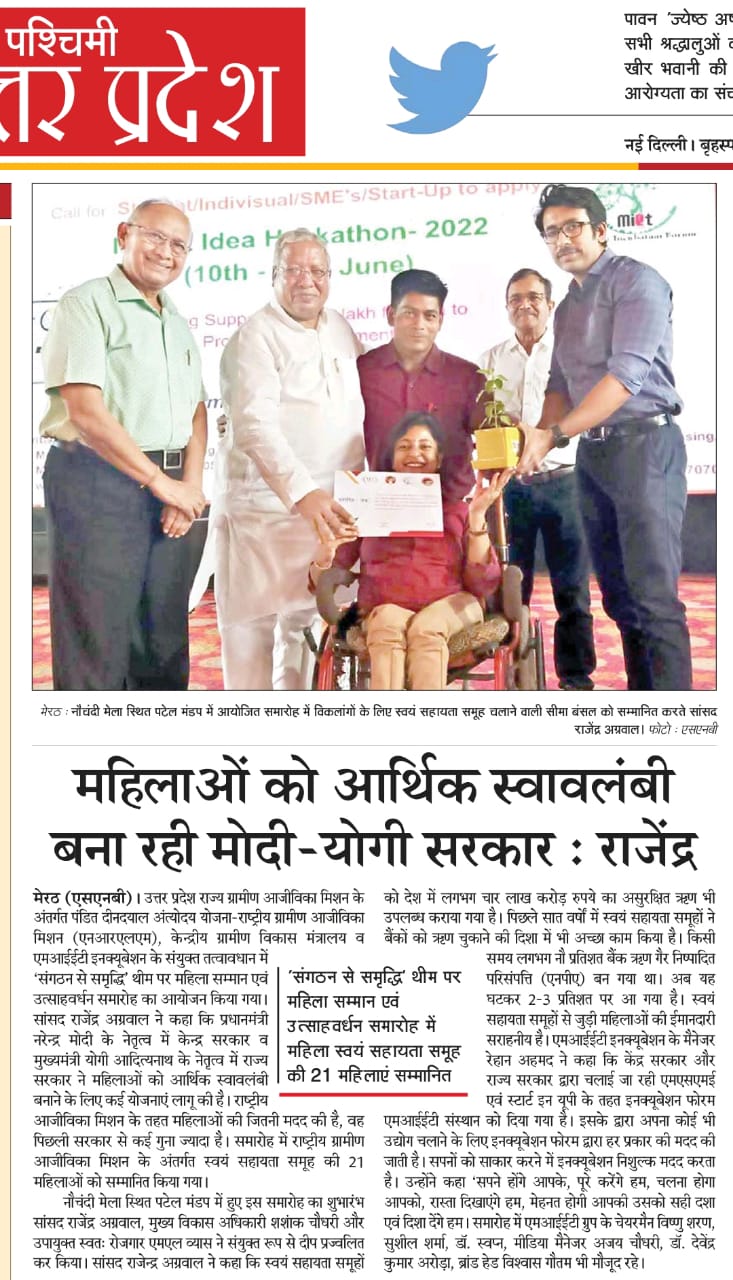 पश्चिमी
त्तर प्रदेश
पावन 'ज्येष्ठ अष
सभी श्रद्धालुओं
खीर भवानी की
आरोग्यता का संच
नई दिल्ली। बृहस्प
Call for Student/Indivisual/SME's/Start-Up to apply
Idea Hackathon- 2022
(10th - June)
miet
Incubation Forum
lakh
to
मेरठ : नौचंदी मेला स्थित पटेल मंडप में आयोजित समारोह में विकलांगों के लिए स्वयं सहायता समूह चलाने वाली सीमा बंसल को सम्मानित करते सांसद
राजेंद्र अग्रवाल। फोटो : एसएनबी
महिलाओं को आर्थिक स्वावलंबी
बना रही मोदी-योगी सरकार : राजेंद्र
मेरठ (एसएनबी)। उत्तर प्रदेश राज्य ग्रामीण आजीविका मिशन के
अंतर्गत पंडित दीनदयाल अंत्योदय योजना-राष्ट्रीय ग्रामीण आजीविका
मिशन (एनआरएलएम), केन्द्रीय ग्रामीण विकास मंत्रालय व
एमआईईटी इनक्यूबेशन के संयुक्त तत्वावधान में
'संगठन से समृद्धि' थीम पर महिला सम्मान एवं
उत्साहवर्धन समारोह का आयोजन किया गया।
सांसद राजेंद्र अग्रवाल ने कहा कि प्रधानमंत्री
नरेन्द्र मोदी के नेतृत्व में केन्द्र सरकार व
मुख्यमंत्री योगी आदित्यनाथ के नेतृत्व में राज्य
सरकार ने महिलाओं को आर्थिक स्वावलंबी
बनाने के लिए कई योजनाएं लागू की है। राष्ट्रीय
आजीविका मिशन के तहत महिलाओं की जितनी मदद की है, वह
पिछली सरकार से कई गुना ज्यादा है। समारोह में राष्ट्रीय ग्रामीण
आजीविका मिशन के अंतर्गत स्वयं सहायता समूह की 21
महिलाओं को सम्मानित किया गया।
नौचंदी मेला स्थित पटेल मंडप में हुए इस समारोह का शुभारंभ
सांसद राजेंद्र अग्रवाल, मुख्य विकास अधिकारी शशांक चौधरी और
उपायुक्त स्वतः रोजगार एमएल व्यास ने संयुक्त रूप से दीप प्रज्वलित
कर किया। सांसद राजेन्द्र अग्रवाल ने कहा कि स्वयं सहायता समूहों
'संगठन से समृद्धि' थीम पर
महिला सम्मान एवं
उत्साहवर्धन समारोह में
महिला स्वयं सहायता समूह
की 21 महिलाएं सम्मानित
को देश में लगभग चार लाख करोड़ रुपये का असुरक्षित ऋण भी
उपलब्ध कराया गया है। पिछले सात वर्षों में स्वयं सहायता समूहों ने
बैंकों को ऋण चुकाने की दिशा में भी अच्छा काम किया है। किसी
समय लगभग नौ प्रतिशत बैंक ऋण गैर निष्पादित
परिसंपत्ति (एनपीए) बन गया था। अब यह
घटकर 2-3 प्रतिशत पर आ गया है। स्वयं
सहायता समूहों से जुड़ी महिलाओं की ईमानदारी
सराहनीय है। एमआईईटी इनक्यूबेशन के मैनेजर
रेहान अहमद ने कहा कि केंद्र सरकार और
राज्य सरकार द्वारा चलाई जा रही एमएसएमई
एवं स्टार्ट इन यूपी के तहत इनक्यूबेशन फोरम
एमआईईटी संस्थान को दिया गया है। इसके द्वारा अपना कोई भी
उद्योग चलाने के लिए इनक्यूबेशन फोरम द्वारा हर प्रकार की मदद की
जाती है। सपनों को साकार करने में इनक्यूबेशन निशुल्क मदद करता
है। उन्होंने कहा 'सपने होंगे आपके, पूरे करेंगे हम, चलना होगा
आपको, रास्ता दिखाएंगे हम, मेहनत होगी आपकी उसको सही दशा
एवं दिशा देंगे हम। समारोह में एमआईईटी ग्रुप के चेयरमैन विष्णु शरण,
सुशील शर्मा, डॉ. स्वप्न, मीडिया मैनेजर अजय चौधरी, डॉ. देवेंद्र
कुमार अरोड़ा, ब्रांड हेड विश्वास गौतम भी मौजूद रहे।